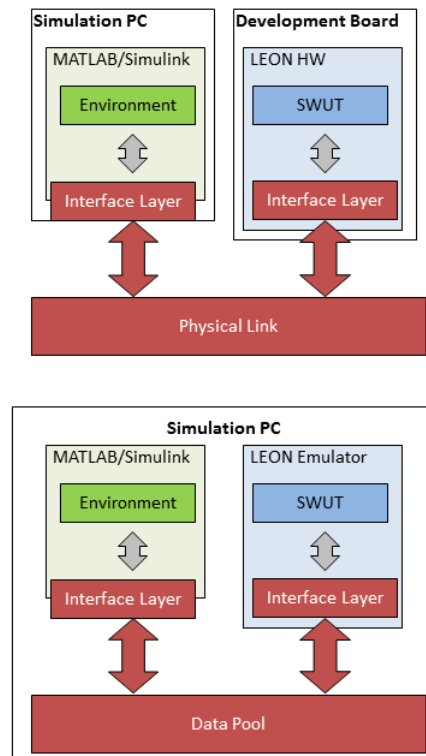 Simulation PC
Development Board
MATLAB/Simulink
LEON HW
Environment
SWUT
Interface Layer
Interface Layer
Physical Link
Simulation PC
MATLAB/Simulink
LEON Emulator
Environment
SWUT
Interface Layer
Interface Layer
Data Pool